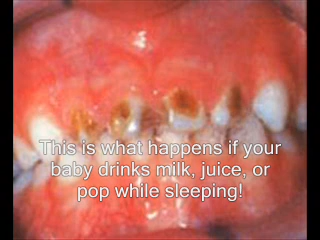 This is what happens if your
baby drinks milk, juice, or
pop while sleeping!